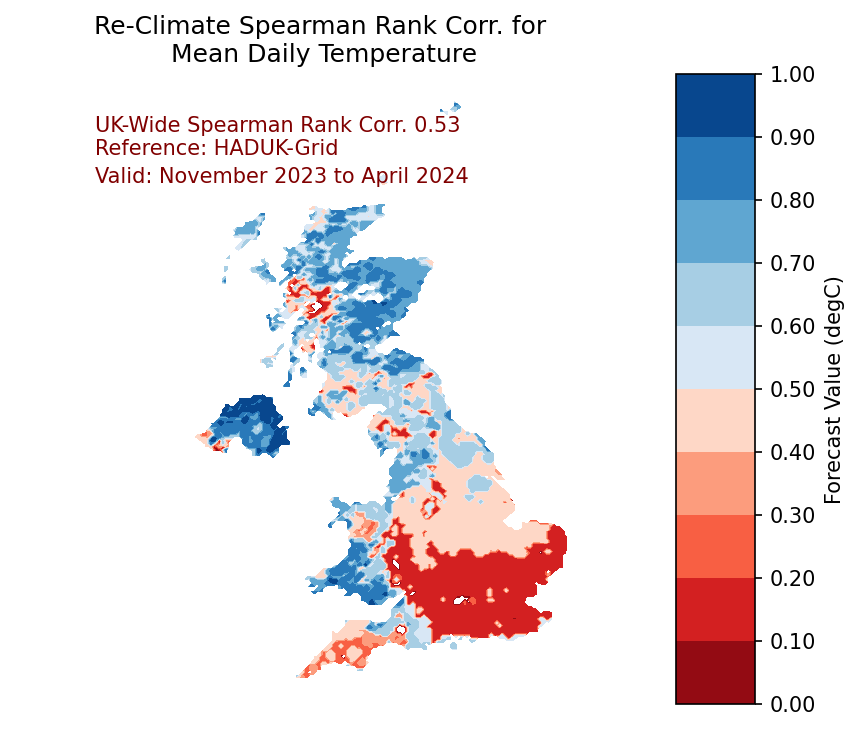 Re-Climate Spearman Rank Corr. for
Mean Daily Temperature
UK-Wide Spearman Rank Corr. 0.53
Reference: HADUK-Grid
Valid: November 2023 to April 2024
1.00
0.90
0.80
0.70
0.60
0.50
0.40
0.30
0.20
0.10
0.00
Forecast Value (degC)